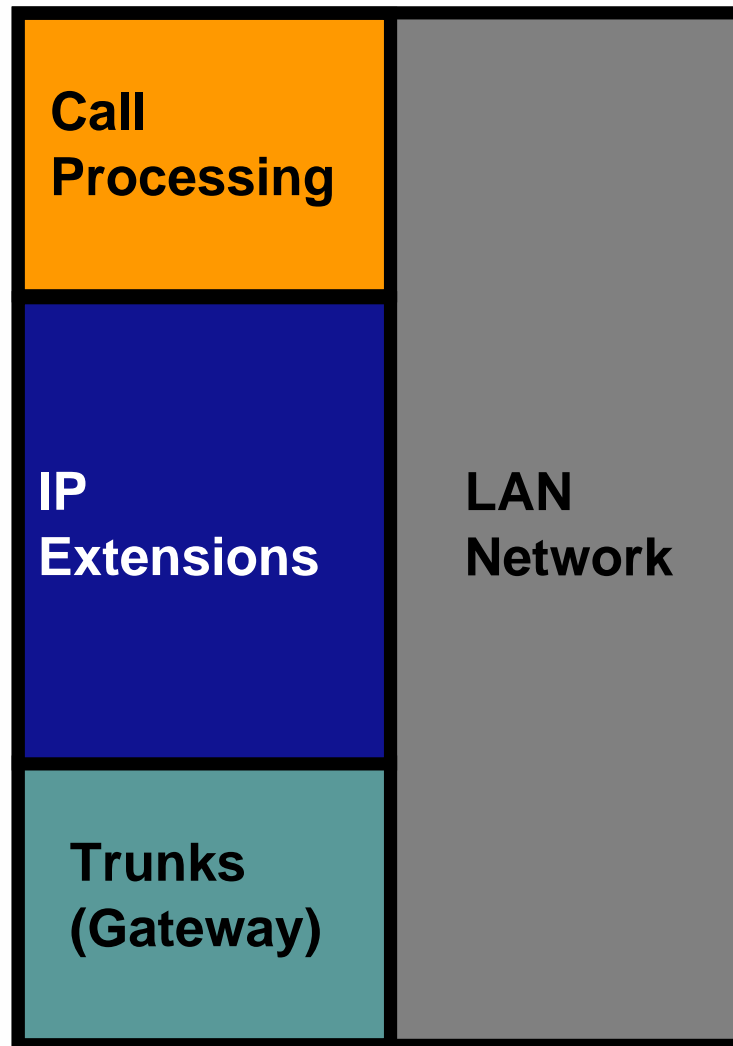 Call
Processing
IP
Extensions
LAN
Network
Trunks
(Gateway)